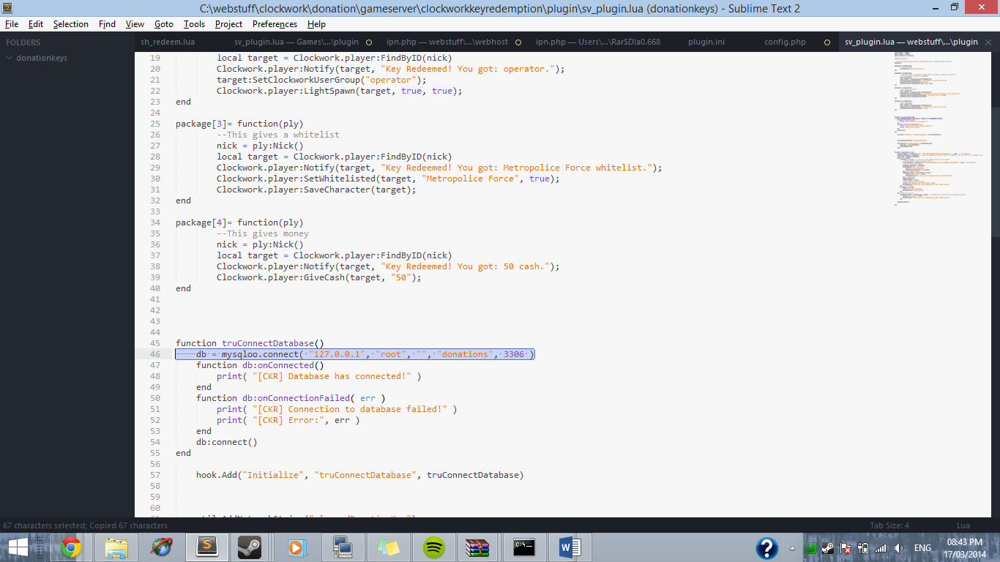 C:\webstuff\clockwork\donation\gameserver\clockworkkeyredemption\plugin\sv_plugin.lua (donationkeys) - Sublime Text 2
File Edit Selection Find View Goto Tools Project Preferences Help
FOLDERS
donationkeys
sh_redeem.lua sv_plugin.lua — Games\...\plugin ipn.php — webstuff\...\webhost ipn.php — Users\...\Rar$DIa0.668 plugin.ini config.php sv_plugin.lua — webstuff\...\plugin
19 local target = Clockwork.player:FindByID(nick)
20 Clockwork.player:Notify(target, "Key Redeemed! You got: operator.");
21 target:SetClockworkUserGroup("operator");
22 Clockwork.player:LightSpawn(target, true, true);
23 end
24
25 package[3]= function(ply)
26 --This gives a whitelist
27 nick = ply:Nick()
28 local target = Clockwork.player:FindByID(nick)
29 Clockwork.player:Notify(target, "Key Redeemed! You got: Metropolice Force whitelist.");
30 Clockwork.player:SetWhitelisted(target, "Metropolice Force", true);
31 Clockwork.player:SaveCharacter(target);
32 end
33
34 package[4]= function(ply)
35 --This gives money
36 nick = ply:Nick()
37 local target = Clockwork.player:FindByID(nick)
38 Clockwork.player:Notify(target, "Key Redeemed! You got: 50 cash.");
39 Clockwork.player:GiveCash(target, "50");
40 end
41
42
43
44
45 function truConnectDatabase()
46 db = mysqloo.connect( "127.0.0.1", "root", "", "donations", 3306 )
47 function db:onConnected()
48 print( "[CKR] Database has connected!" )
49 end
50 function db:onConnectionFailed( err )
51 print( "[CKR] Connection to database failed!" )
52 print( "[CKR] Error:", err )
53 end
54 db:connect()
55 end
56
57 hook.Add("Initialize", "truConnectDatabase", truConnectDatabase)
58
59
60
67 characters selected; Copied 67 characters
Tab Size: 4 Lua
ENG
08:43 PM
17/03/2014